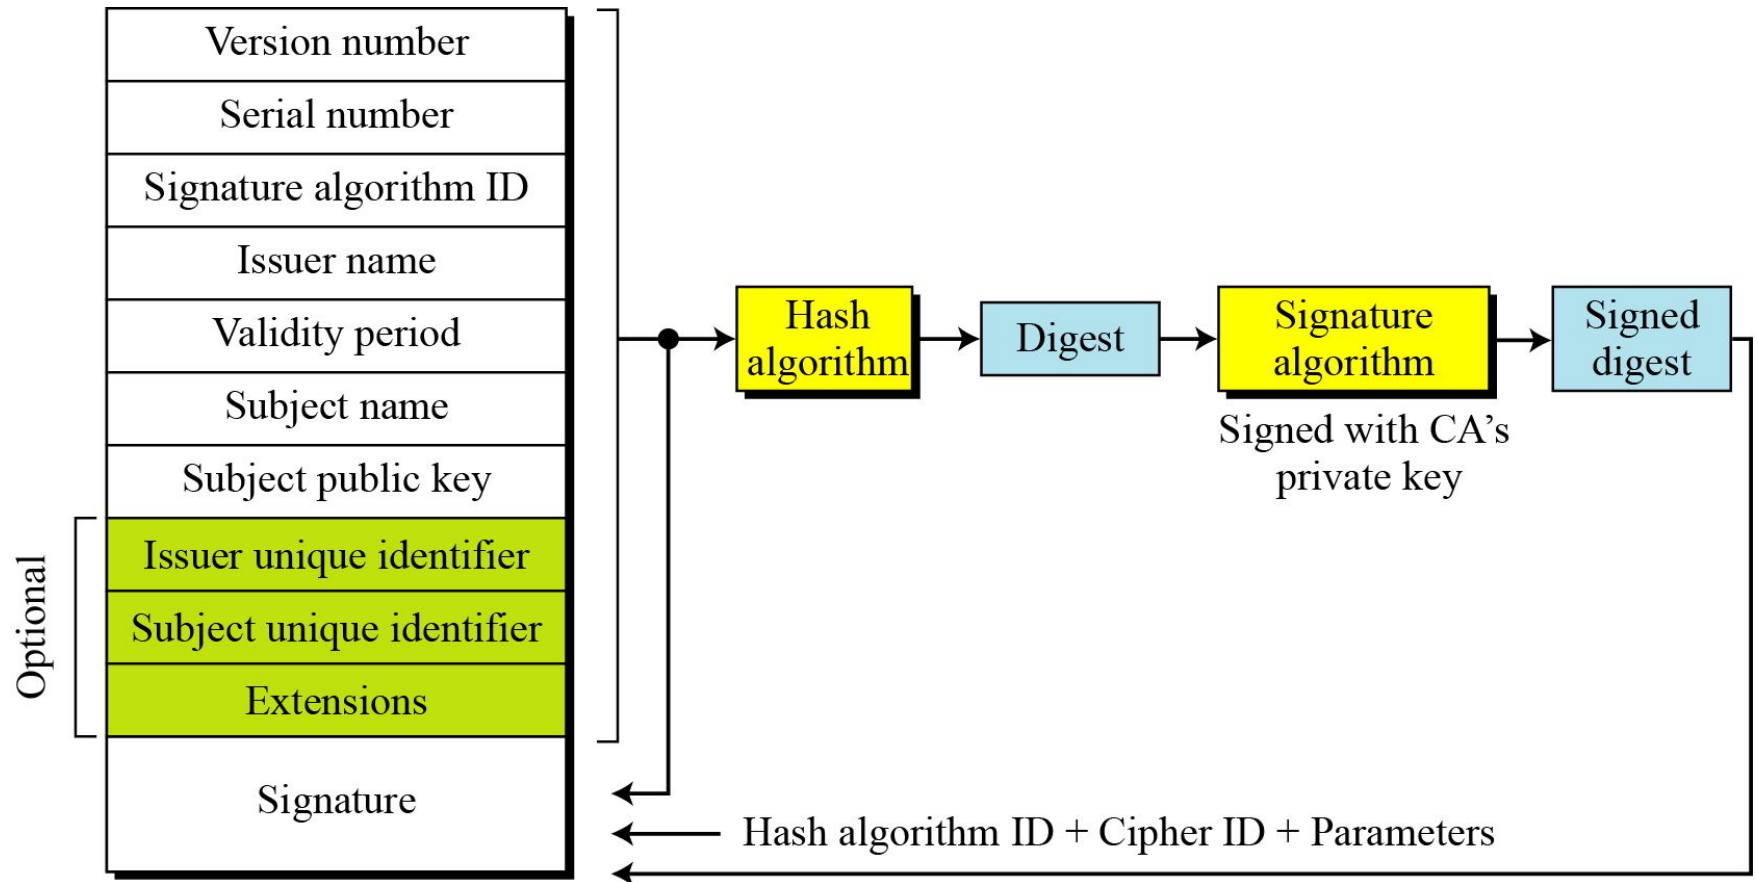 Version number
Serial number
Signature algorithm ID
Issuer name
Validity period
Subject name
Subject public key
Optional
Issuer unique identifier
Subject unique identifier
Extensions
Signature
Hash
algorithm
Digest
Signature
algorithm
Signed with CA’s
private key
Signed
digest
Hash algorithm ID + Cipher ID + Parameters